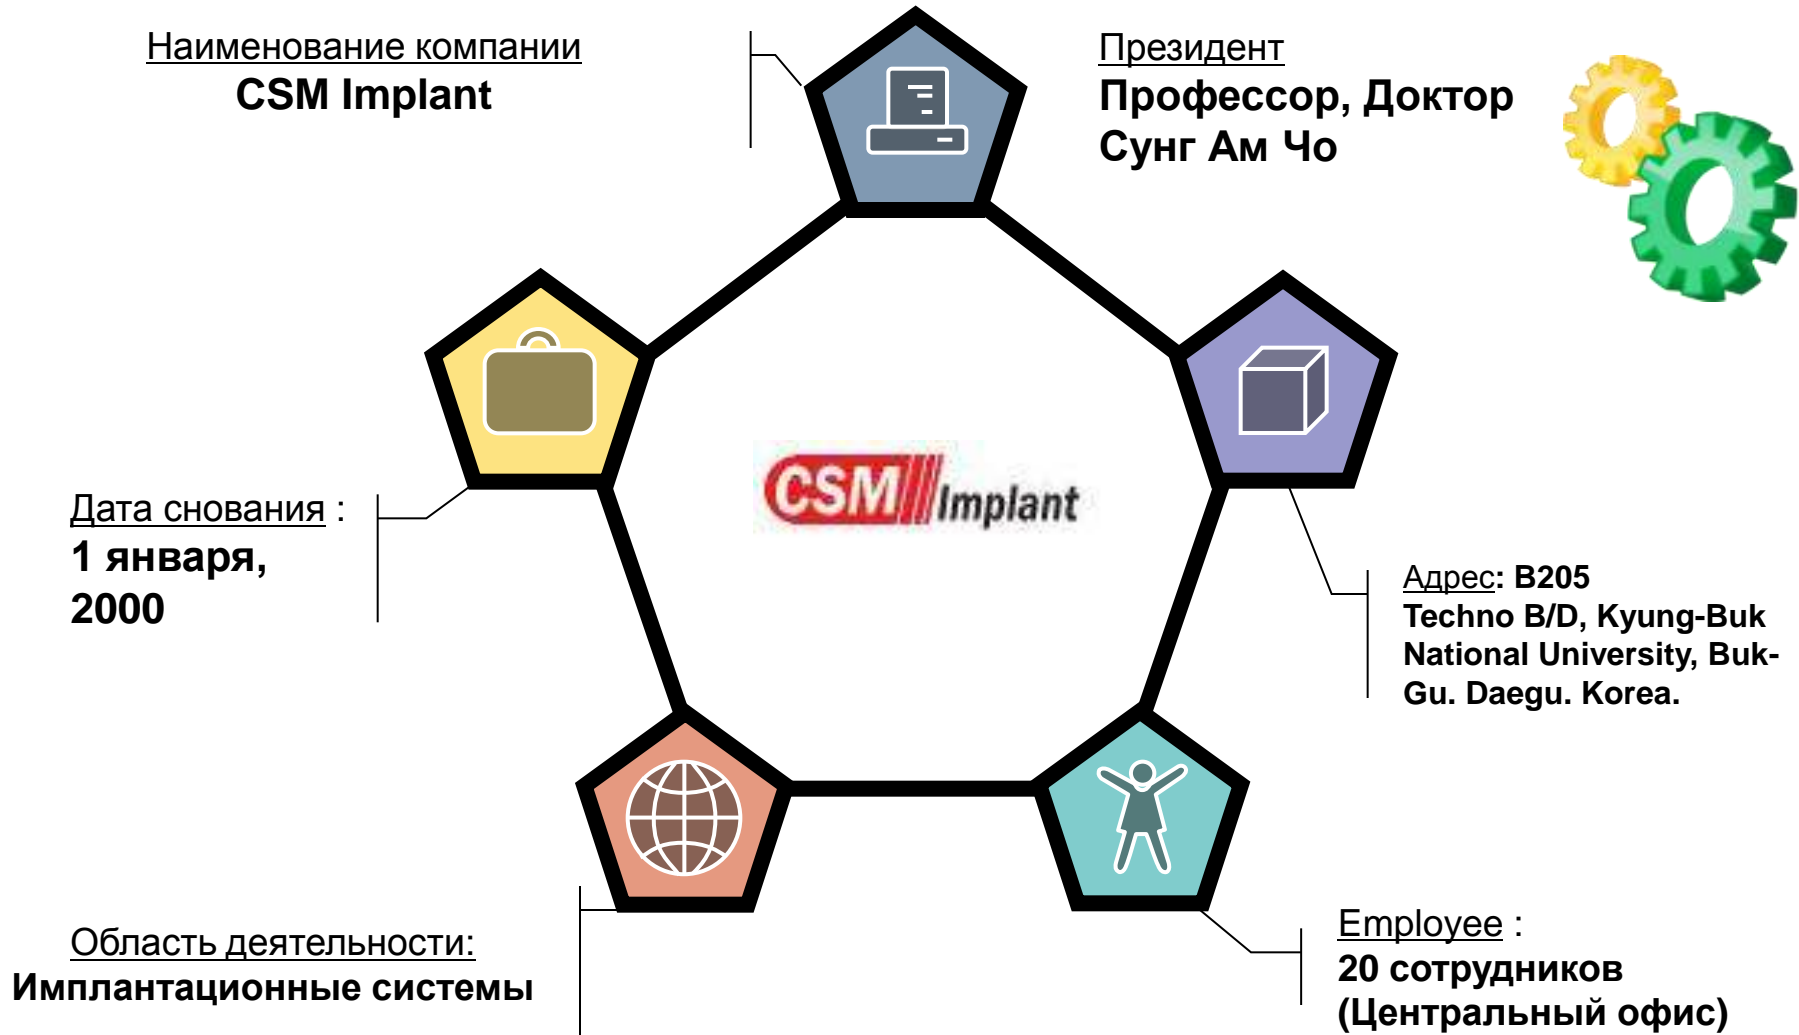 Наименование компании
CSM Implant
Президент
Профессор, Доктор
Сунг Ам Чо
CSM Implant
Дата снования :
1 января,
2000
Адрес: B205
Techno B/D, Kyung-Buk
National University, Buk-
Gu. Daegu. Korea.
Область деятельности:
Имплантационные системы
Employee :
20 сотрудников
(Центральный офис)